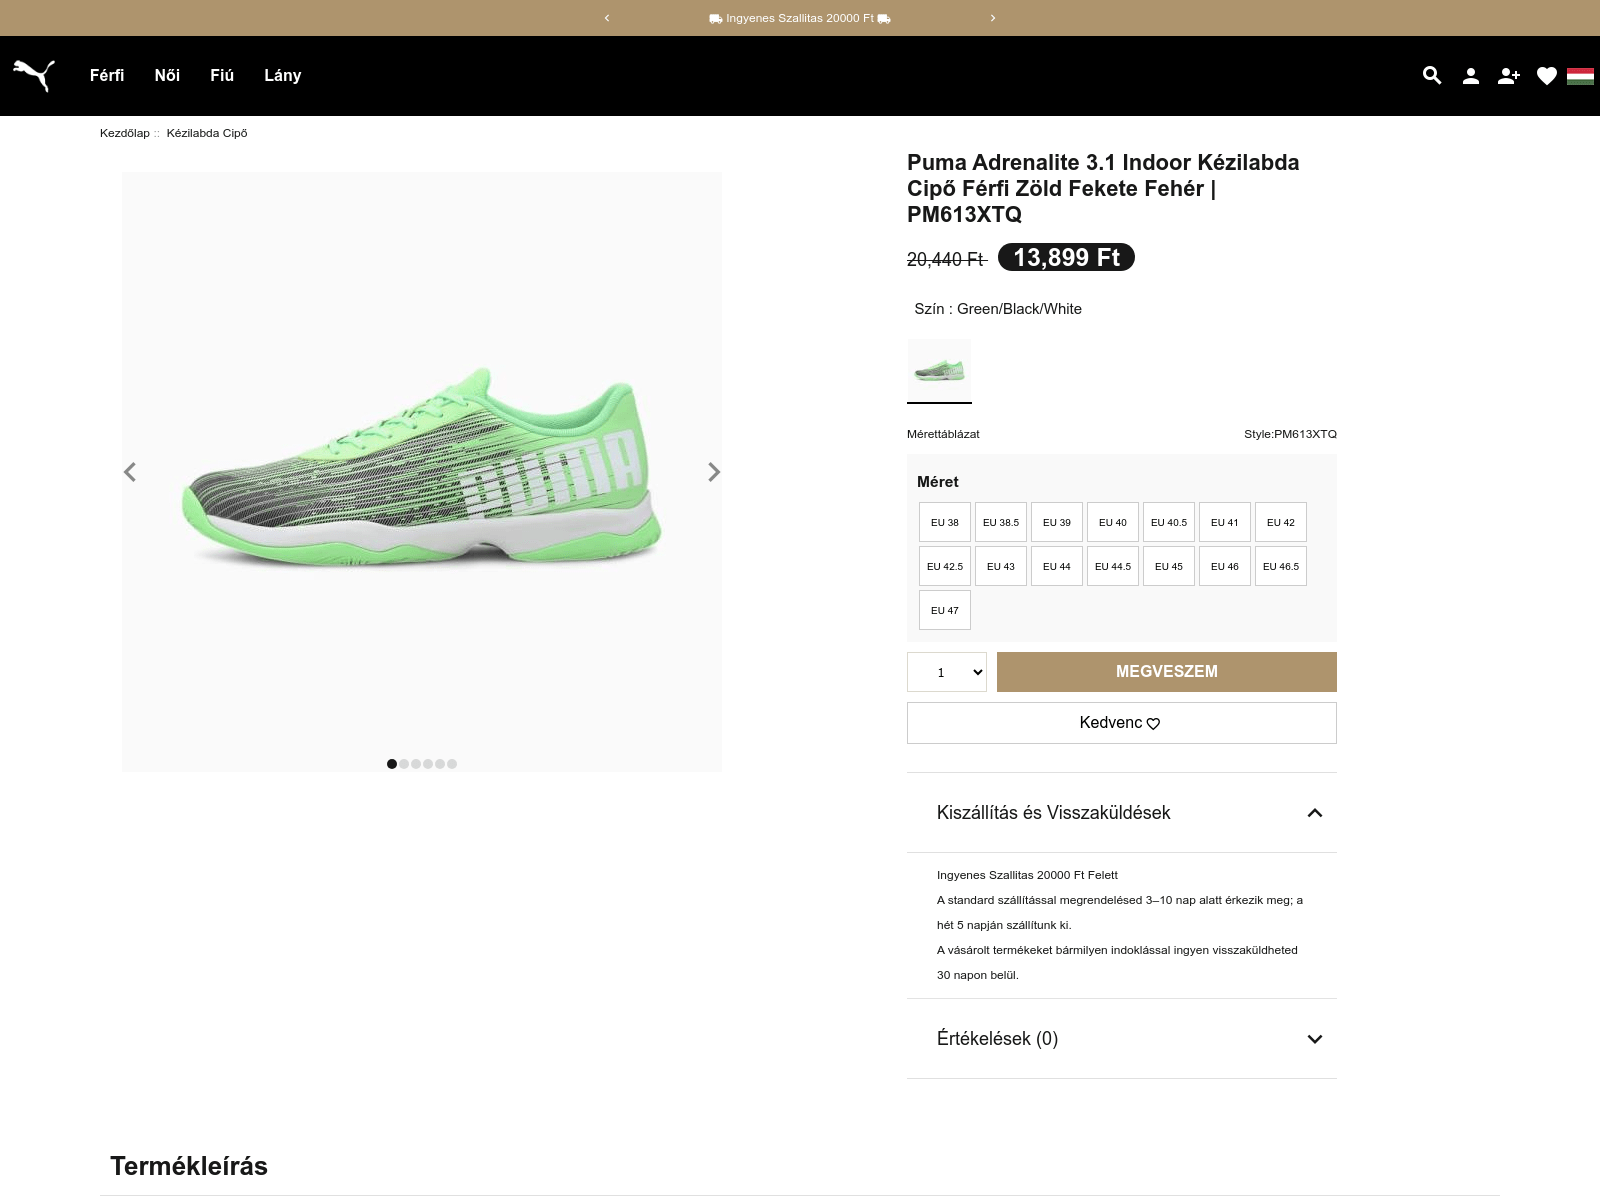 Ingyenes Szallitas 20000 Ft
Férfi Női Fiú Lány
Kezdőlap :: Kézilabda Cipő
Puma Adrenalite 3.1 Indoor Kézilabda
Cipő Férfi Zöld Fekete Fehér |
PM613XTQ
20,440 Ft 13,899 Ft
Szín : Green/Black/White
PUMA
Mérettáblázat Style:PM613XTQ
Méret
EU 38 EU 38.5 EU 39 EU 40 EU 40.5 EU 41 EU 42
EU 42.5 EU 43 EU 44 EU 44.5 EU 45 EU 46 EU 46.5
EU 47
1 MEGVESZEM
Kedvenc
Kiszállítás és Visszaküldések
Ingyenes Szallitas 20000 Ft Felett
A standard szállítással megrendelésed 3–10 nap alatt érkezik meg; a
hét 5 napján szállítunk ki.
A vásárolt termékeket bármilyen indoklással ingyen visszaküldheted
30 napon belül.
Értékelések (0)
Termékleírás